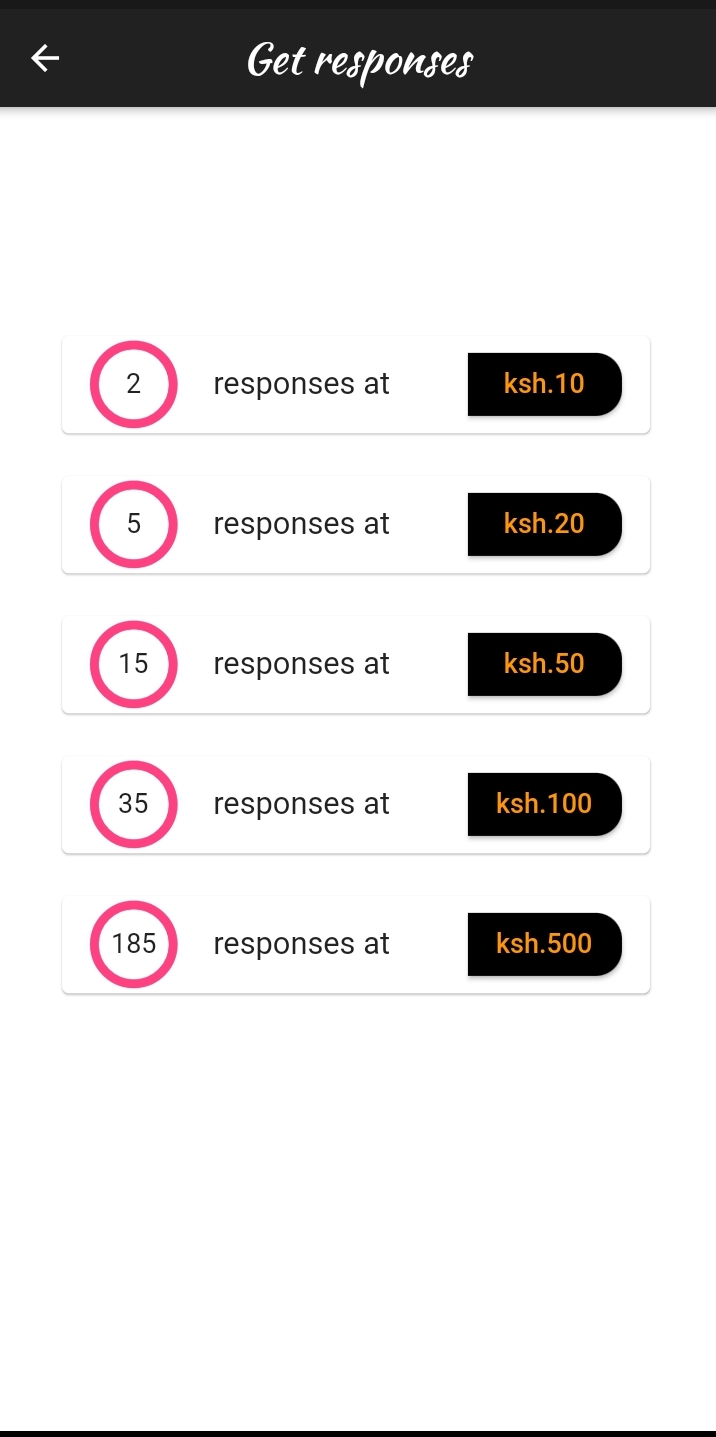 Get responses
2 responses at ksh.10
5 responses at ksh.20
15 responses at ksh.50
35 responses at ksh.100
185 responses at ksh.500